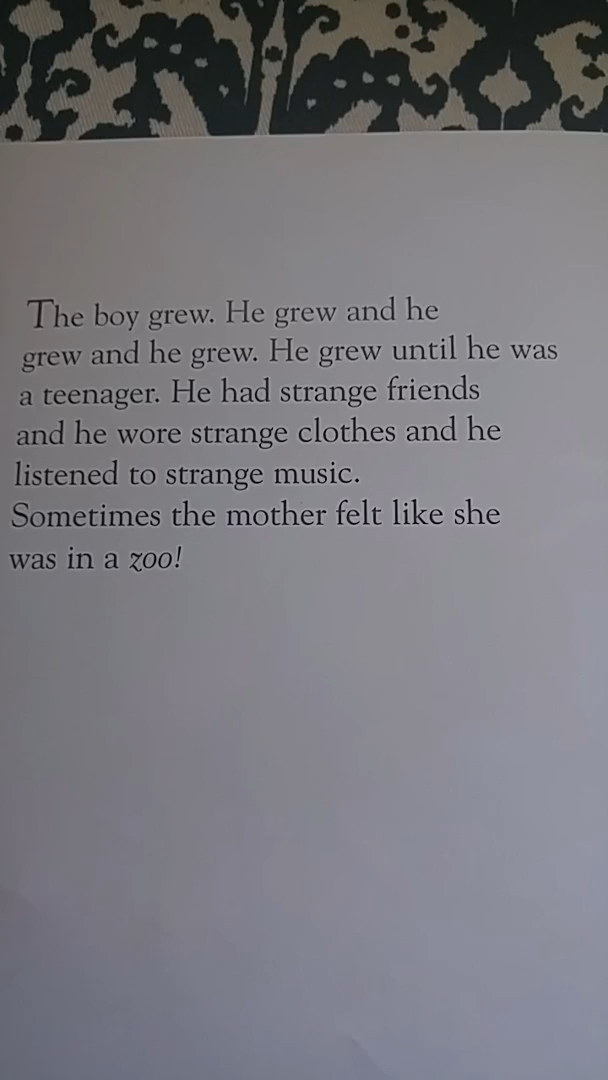 The boy grew. He grew and he
grew and he grew. He grew until he was
a teenager. He had strange friends
and he wore strange clothes and he
listened to strange music.
Sometimes the mother felt like she
was in a zoo!